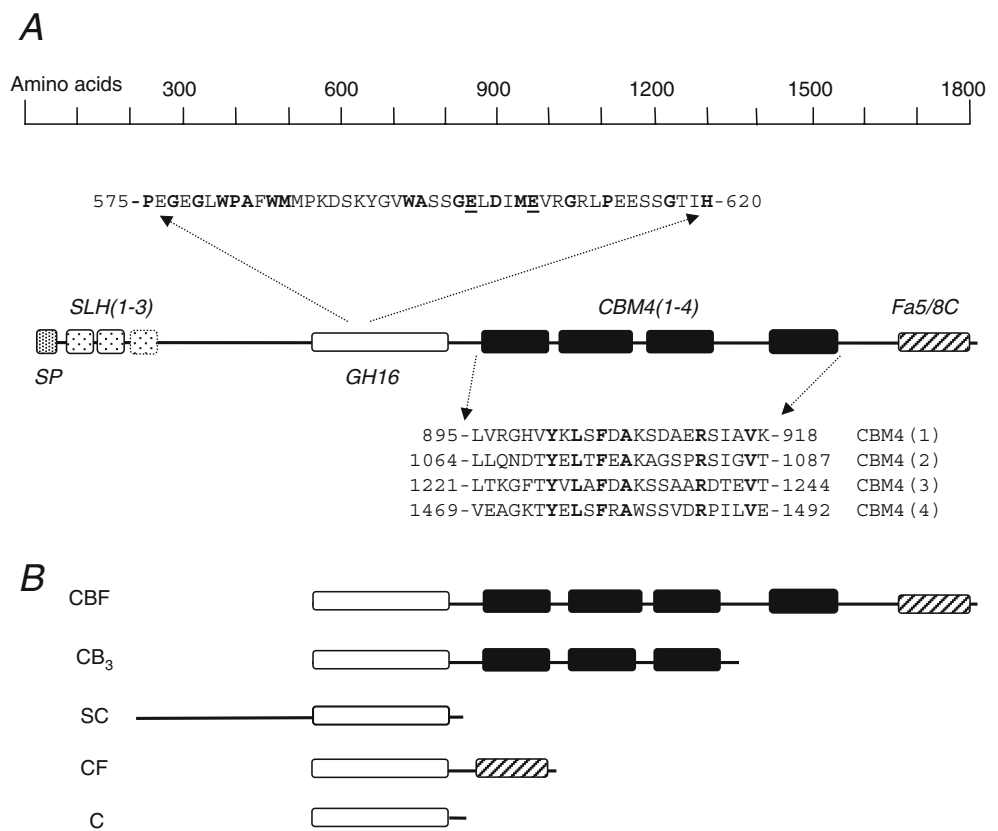 A
Amino acids 300 600 900 1200 1500 1800
575-PEGEGLWPAFWMMPKDSKYGVWASSGELDIMEVRGRLPEESSGTIH-620
SLH(1-3) CBM4(1-4) Fa5/8C
SP GH16
895-LVRGHVYKLSFDAKSDAERSIAVK-918 CBM4(1)
1064-LLQNDTYELTFEAKAGSPRSIGVT-1087 CBM4(2)
1221-LTKGFTYVLAFDAKSSAARDTEVT-1244 CBM4(3)
1469-VEAGKTYELSFRAWSSVDRPILVE-1492 CBM4(4)
B
CBF
CB₃
SC
CF
C